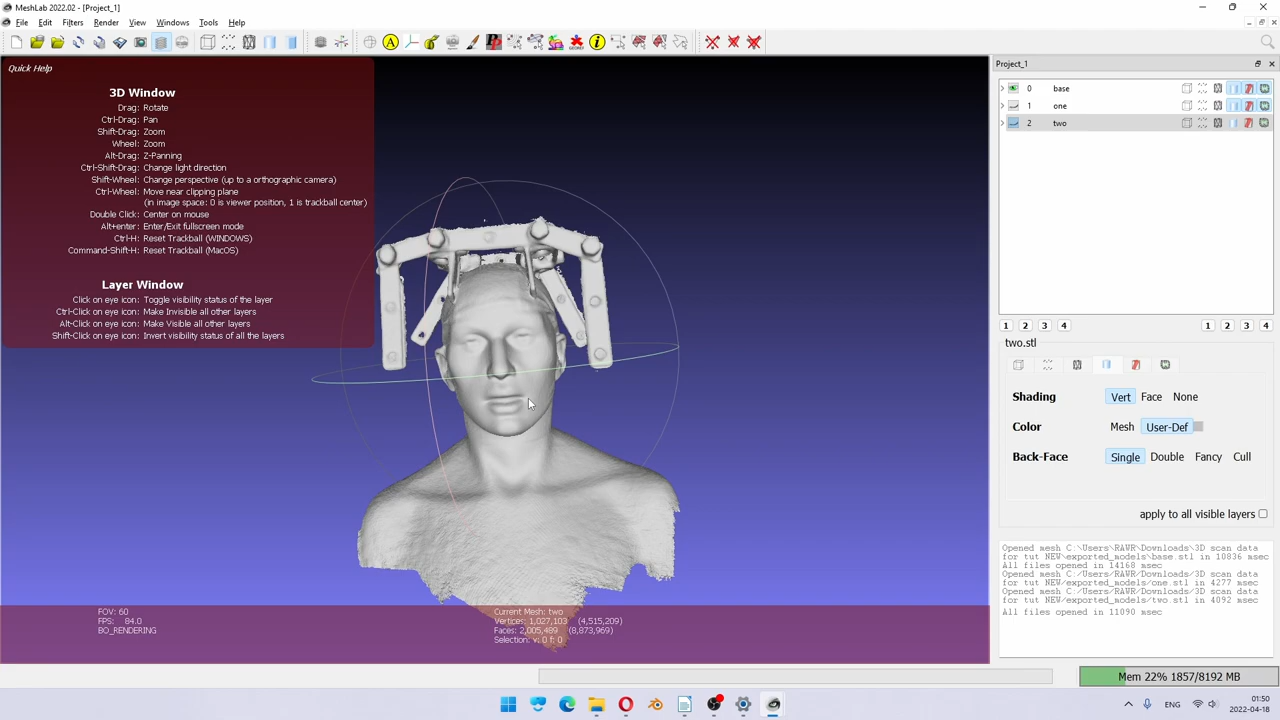 MeshLab 2022.02 - [Project_1]
File Edit Filters Render View Windows Tools Help
Quick Help
3D Window
Drag: Rotate
Ctrl-Drag: Pan
Shift-Drag: Zoom
Wheel: Zoom
Alt-Drag: Z-Panning
Ctrl-Shift-Drag: Change light direction
Shift-Wheel: Change perspective (up to a orthographic camera)
Ctrl-Wheel: Move near clipping plane
(in image space: 0 is viewer position, 1 is trackball center)
Double Click: Center on mouse
Alt+enter: Enter/Exit fullscreen mode
Ctrl-H: Reset Trackball (WINDOWS)
Command-Shift-H: Reset Trackball (MacOS)
Layer Window
Click on eye icon: Toggle visibility status of the layer
Ctrl-Click on eye icon: Make Invisible all other layers
Alt-Click on eye icon: Make Visible all other layers
Shift-Click on eye icon: Invert visibility status of all the layers
FOV: 60
FPS: 84.0
BO_RENDERING
Current Mesh: two
Vertices: 1,027,103 (4,515,209)
Faces: 2,005,489 (8,873,969)
Selection: v: 0 f: 0
Project_1
0 base
1 one
2 two
1 2 3 4 1 2 3 4
two.stl
Shading Vert Face None
Color Mesh User-Def
Back-Face Single Double Fancy Cull
apply to all visible layers
Opened mesh C:\Users\RAWR\Downloads\3D scan data
for tut NEW\exported_models\base.stl in 10836 msec
All files opened in 14168 msec
Opened mesh C:/Users/RAWR/Downloads/3D scan data
for tut NEW/exported_models/one.stl in 4277 msec
Opened mesh C:/Users/RAWR/Downloads/3D scan data
for tut NEW/exported_models/two.stl in 4092 msec
All files opened in 11090 msec
Mem 22% 1857/8192 MB
ENG
01:50
2022-04-18